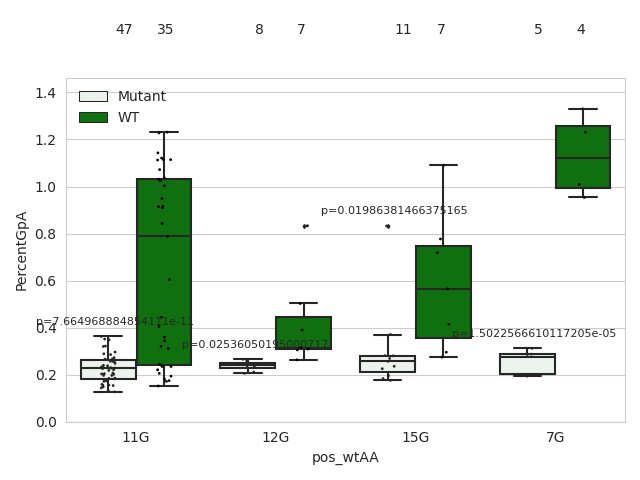 47 35 8 7 11 7 5 4
1.4
Mutant
WT
1.2
1.0
p=0.01986381466375165
0.8
0.6
p=7.664968884854111e-11
0.4
p=1.5022566610117205e-05
p=0.02536050195000717
0.2
0.0
11G 12G 15G 7G
pos_wtAA
PercentGpA